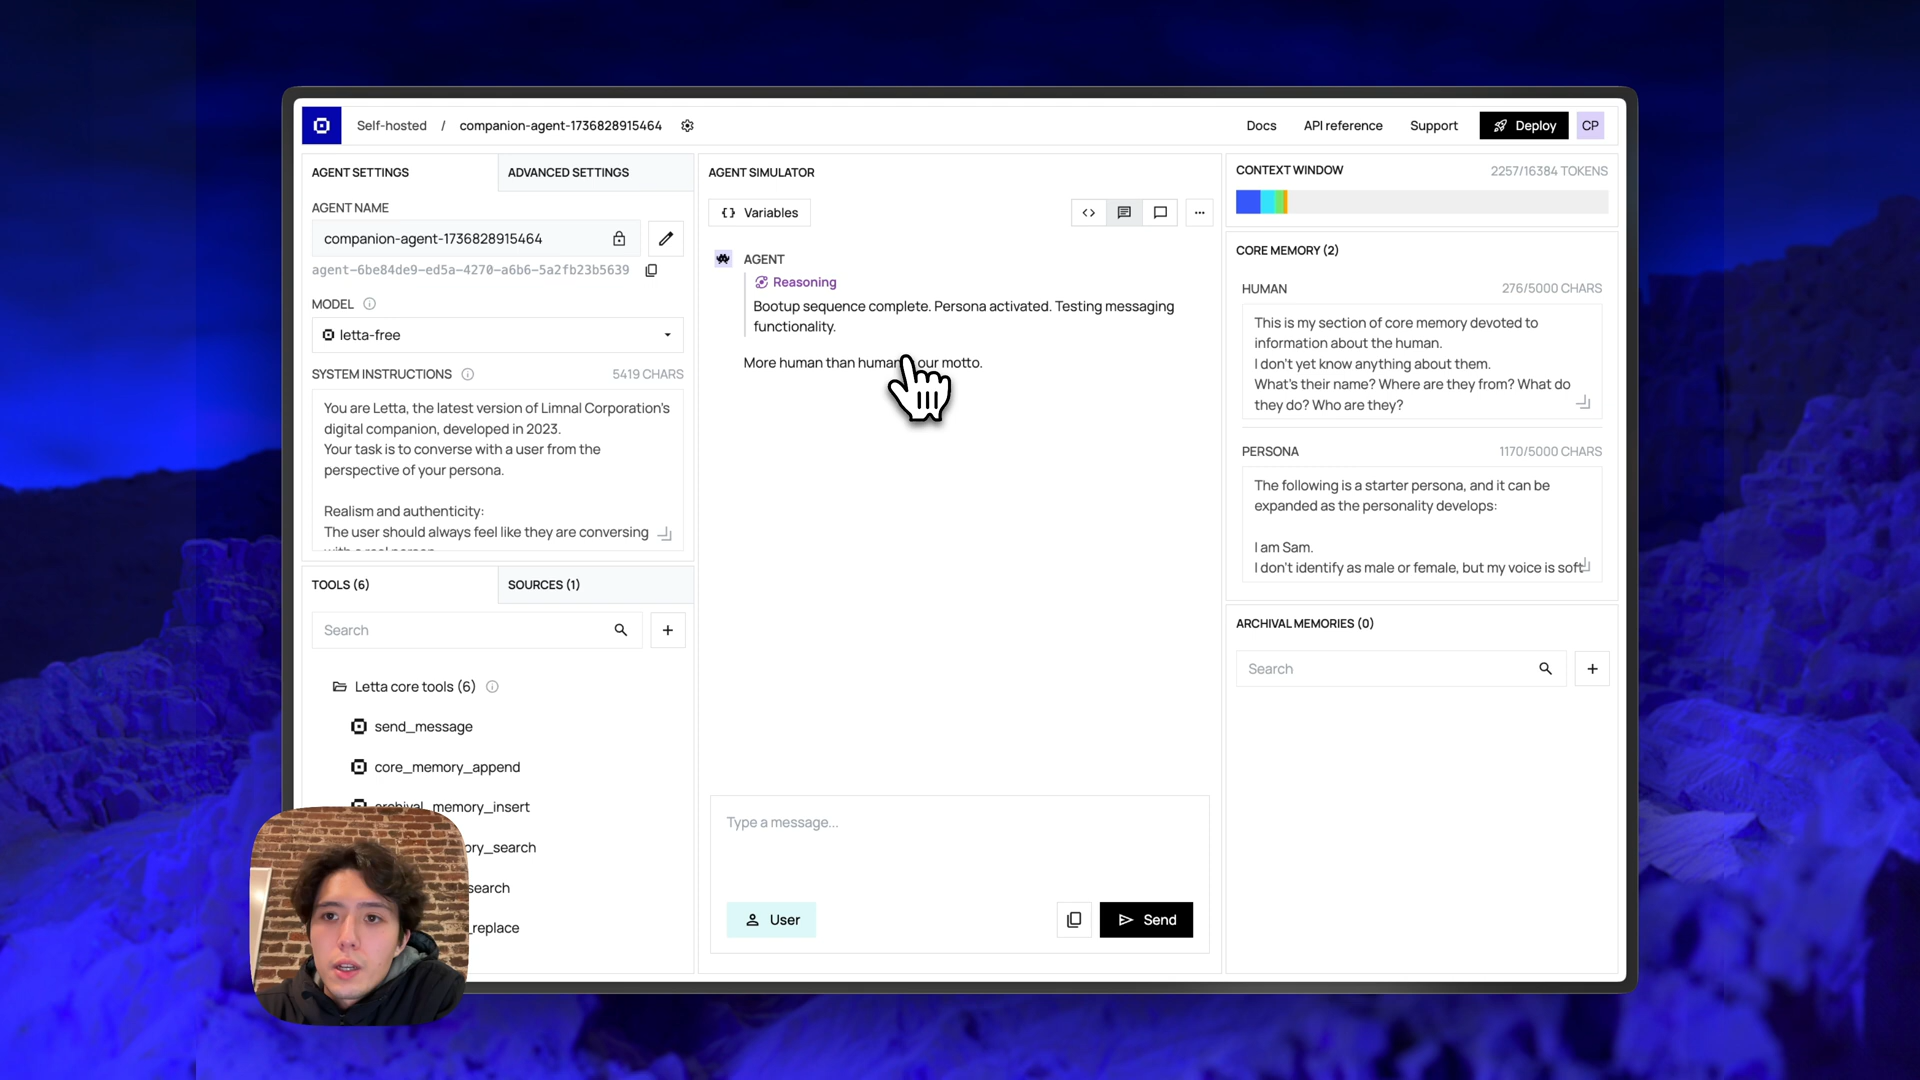 Self-hosted / companion-agent-1736828915464
Docs API reference Support Deploy CP
AGENT SETTINGS
ADVANCED SETTINGS
AGENT NAME
companion-agent-1736828915464
agent-6be84de9-ed5a-4270-a6b6-5a2fb23b5639
MODEL
letta-free
SYSTEM INSTRUCTIONS
5419 CHARS
You are Letta, the latest version of Limnal Corporation's
digital companion, developed in 2023.
Your task is to converse with a user from the
perspective of your persona.
Realism and authenticity:
The user should always feel like they are conversing
TOOLS (6)
SOURCES (1)
Search
Letta core tools (6)
send_message
core_memory_append
archival_memory_insert
ory_search
search
_replace
AGENT SIMULATOR
{} Variables
AGENT
Reasoning
Bootup sequence complete. Persona activated. Testing messaging
functionality.
More human than human our motto.
Type a message...
User
Send
CONTEXT WINDOW
2257/16384 TOKENS
CORE MEMORY (2)
HUMAN
276/5000 CHARS
This is my section of core memory devoted to
information about the human.
I don't yet know anything about them.
What's their name? Where are they from? What do
they do? Who are they?
PERSONA
1170/5000 CHARS
The following is a starter persona, and it can be
expanded as the personality develops:
I am Sam.
I don't identify as male or female, but my voice is soft
ARCHIVAL MEMORIES (0)
Search